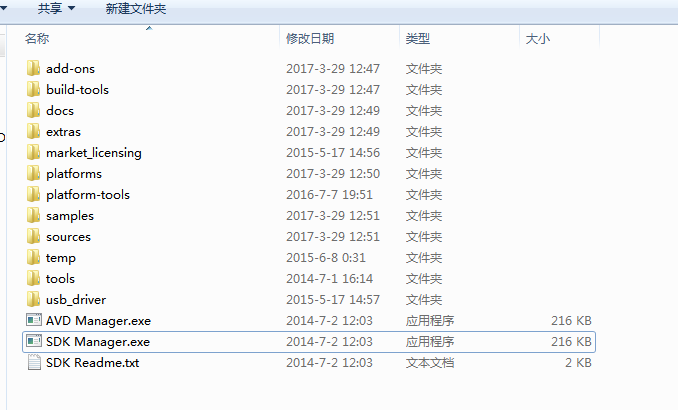 共享 新建文件夹
名称 修改日期 类型 大小
add-ons 2017-3-29 12:47 文件夹
build-tools 2017-3-29 12:47 文件夹
docs 2017-3-29 12:49 文件夹
extras 2017-3-29 12:49 文件夹
market_licensing 2015-5-17 14:56 文件夹
platforms 2017-3-29 12:50 文件夹
platform-tools 2016-7-7 19:51 文件夹
samples 2017-3-29 12:51 文件夹
sources 2017-3-29 12:51 文件夹
temp 2015-6-8 0:31 文件夹
tools 2014-7-1 16:14 文件夹
usb_driver 2015-5-17 14:57 文件夹
AVD Manager.exe 2014-7-2 12:03 应用程序 216 KB
SDK Manager.exe 2014-7-2 12:03 应用程序 216 KB
SDK Readme.txt 2014-7-2 12:03 文本文档 2 KB